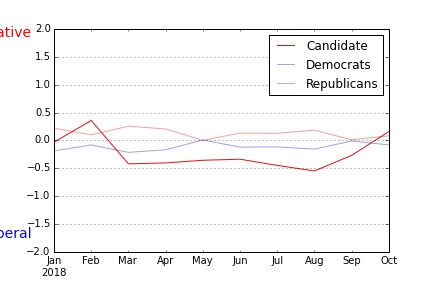 ative
2.0
1.5
1.0
0.5
0.0
−0.5
−1.0
−1.5
−2.0
beral
Candidate
Democrats
Republicans
Jan Feb Mar Apr May Jun Jul Aug Sep Oct
2018